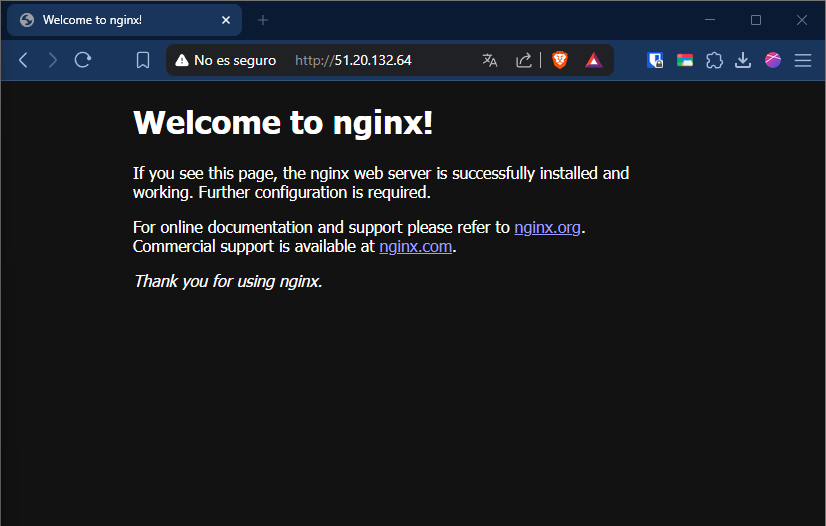 Welcome to nginx!
No es seguro http://51.20.132.64
Welcome to nginx!
If you see this page, the nginx web server is successfully installed and
working. Further configuration is required.
For online documentation and support please refer to nginx.org.
Commercial support is available at nginx.com.
Thank you for using nginx.